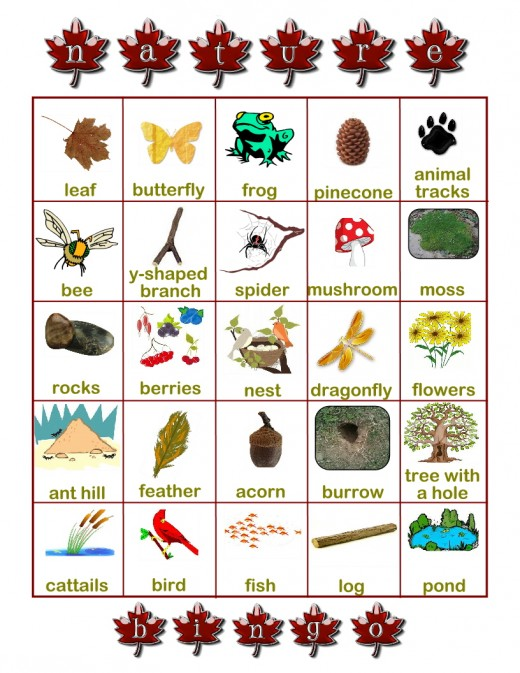 nature
leaf
butterfly
frog
pinecone
animal
tracks
bee
y-shaped
branch
spider
mushroom
moss
rocks
berries
nest
dragonfly
flowers
ant hill
feather
acorn
burrow
tree with
a hole
cattails
bird
fish
log
pond
bingo